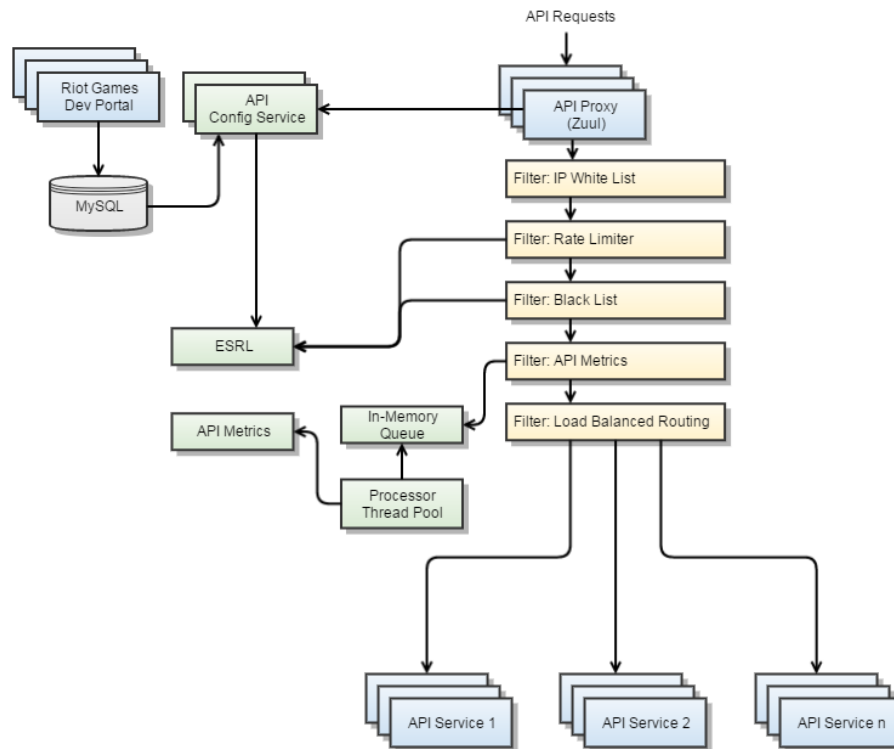 API Requests
Riot Games
Dev Portal
API
Config Service
API Proxy
(Zuul)
MySQL
Filter: IP White List
Filter: Rate Limiter
Filter: Black List
ESRL
Filter: API Metrics
API Metrics
In-Memory
Queue
Filter: Load Balanced Routing
Processor
Thread Pool
API Service 1
API Service 2
API Service n